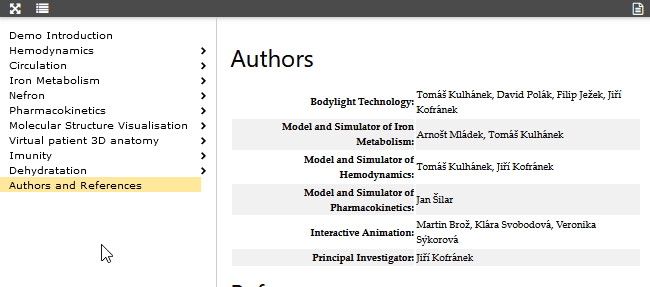 Demo Introduction
Hemodynamics
Circulation
Iron Metabolism
Nefron
Pharmacokinetics
Molecular Structure Visualisation
Virtual patient 3D anatomy
Imunity
Dehydratation
Authors and References
Authors
Bodylight Technology: Tomáš Kulhánek, David Polák, Filip Ježek, Jiří
Kofránek
Model and Simulator of Iron
Metabolism: Arnošt Mládek, Tomáš Kulhánek
Model and Simulator of
Hemodynamics: Tomáš Kulhánek, Jiří Kofránek
Model and Simulator of
Pharmacokinetics: Jan Šilar
Interactive Animation: Martin Brož, Klára Svobodová, Veronika
Sýkorová
Principal Investigator: Jiří Kofránek